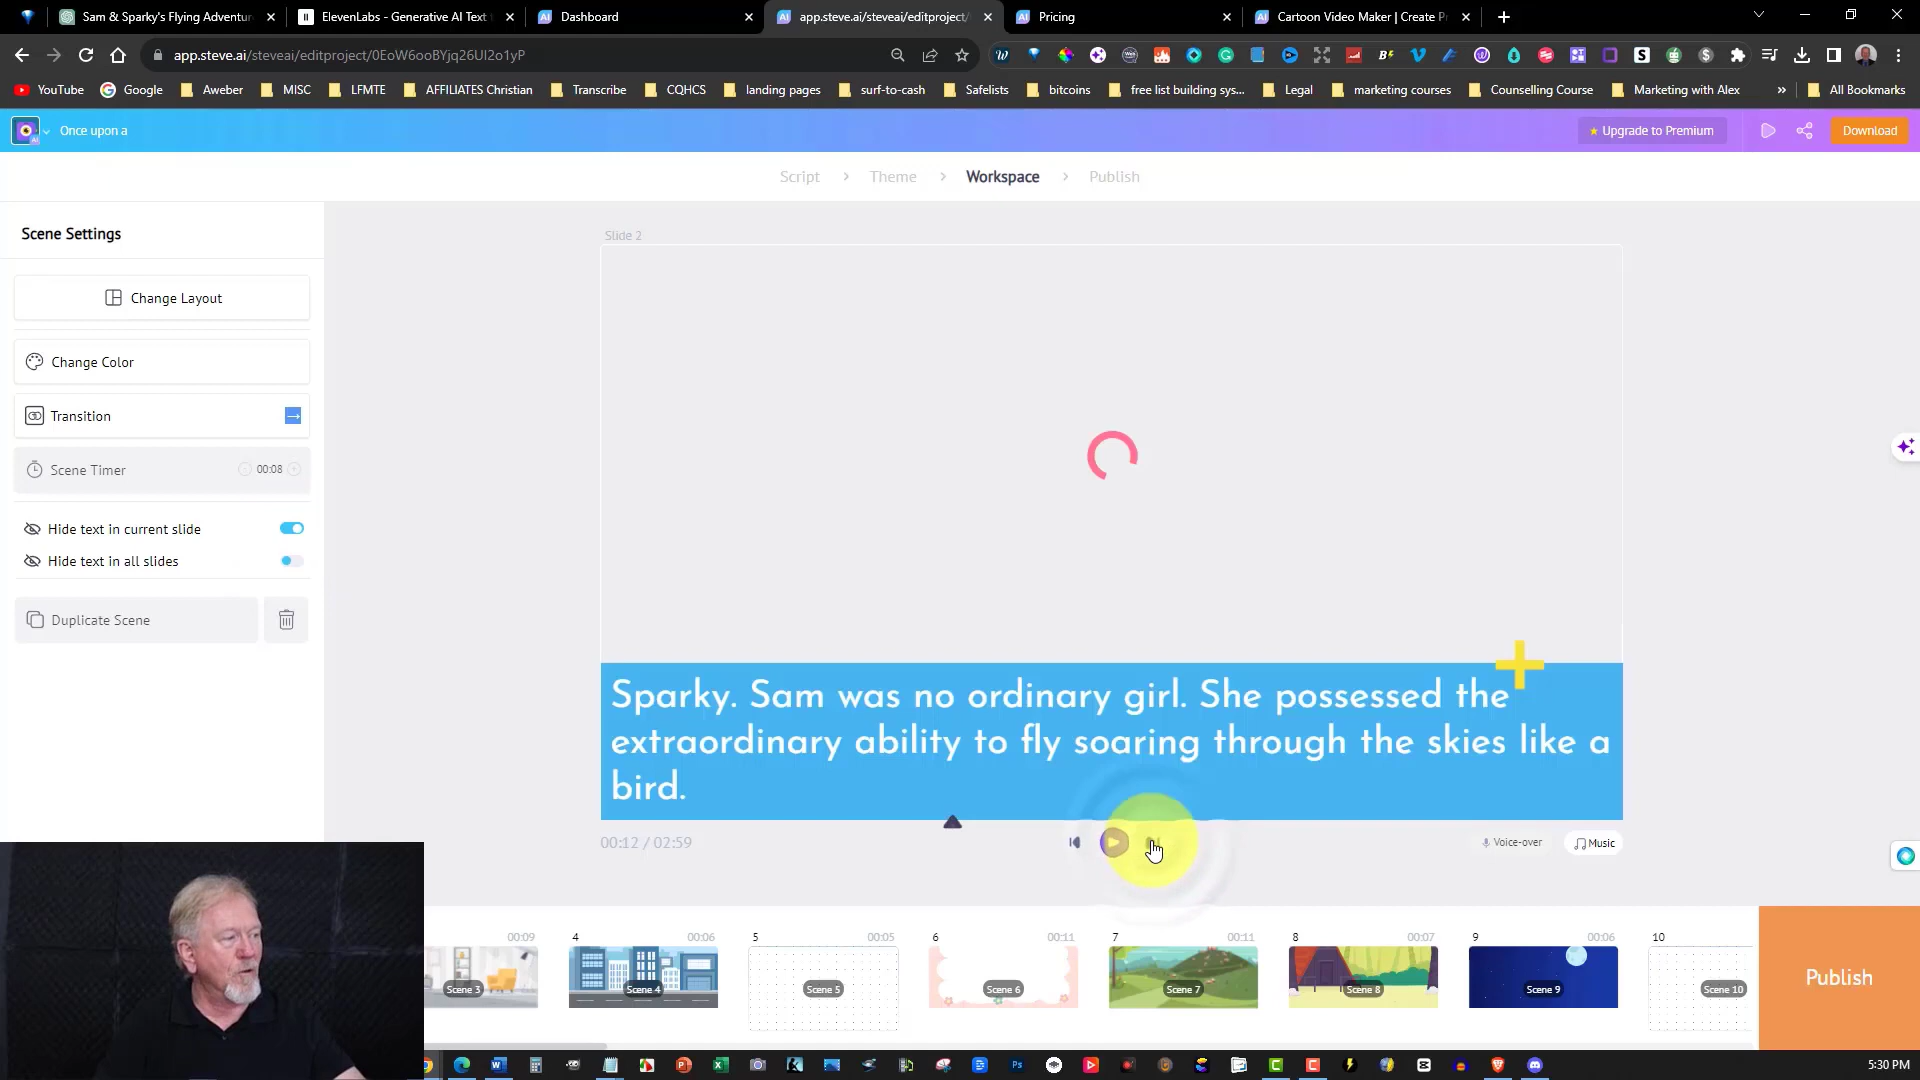 Sam & Sparky's Flying Adventur
ElevenLabs - Generative AI Text
Dashboard
app.steve.ai/steveai/editproject/
Pricing
Cartoon Video Maker | Create P
app.steve.ai/steveai/editproject/0EoW6ooBYjq26UI2o1yP
YouTube
Google
Aweber
MISC
LFMTE
AFFILIATES Christian
Transcribe
CQHCS
landing pages
surf-to-cash
Safelists
bitcoins
free list building sys...
Legal
marketing courses
Counselling Course
Marketing with Alex
All Bookmarks
Once upon a
Upgrade to Premium
Download
Script
Theme
Workspace
Publish
Scene Settings
Slide 2
Change Layout
Change Color
Transition
Scene Timer
00:08
Hide text in current slide
Hide text in all slides
Duplicate Scene
Sparky. Sam was no ordinary girl. She possessed the
extraordinary ability to fly soaring through the skies like a
bird.
00:12 / 02:59
Voice-over
Music
00:09
Scene 3
4
00:06
Scene 4
5
00:05
Scene 5
6
00:11
Scene 6
7
00:11
Scene 7
8
00:07
Scene 8
9
00:06
Scene 9
10
Scene 10
Publish
5:30 PM